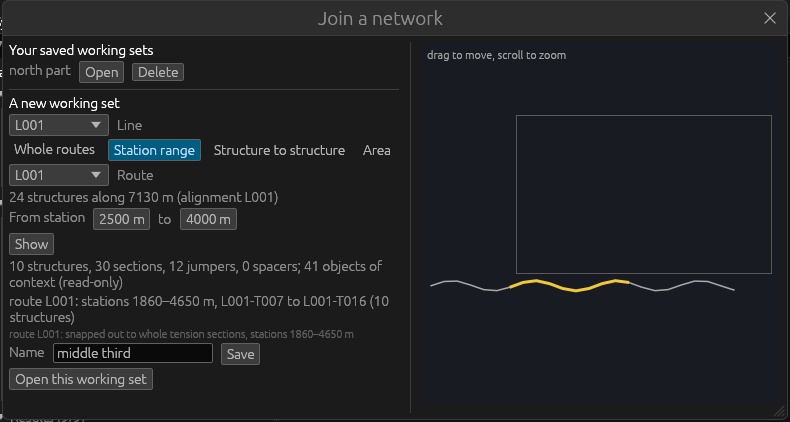 Join a network
Your saved working sets
north part Open Delete
A new working set
L001 Line
Whole routes Station range Structure to structure Area
L001 Route
24 structures along 7130 m (alignment L001)
From station 2500 m to 4000 m
Show
10 structures, 30 sections, 12 jumpers, 0 spacers; 41 objects of
context (read-only)
route L001: stations 1860–4650 m, L001-T007 to L001-T016 (10
structures)
route L001: snapped out to whole tension sections, stations 1860–4650 m
Name middle third Save
Open this working set
drag to move, scroll to zoom